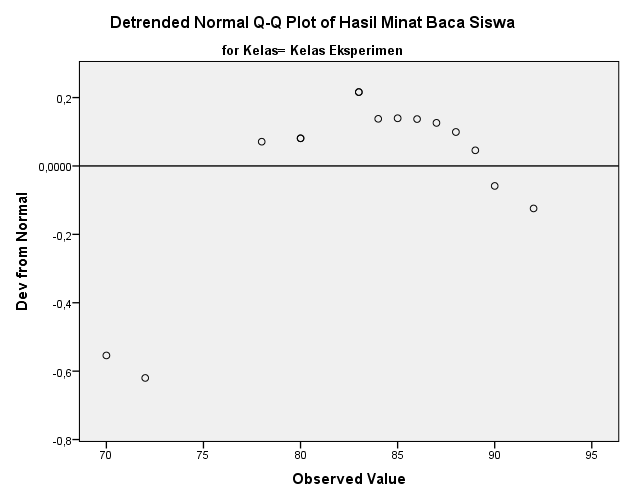 Detrended Normal Q-Q Plot of Hasil Minat Baca Siswa
for Kelas= Kelas Eksperimen
0,2
0,0000
-0,2
-0,4
-0,6
-0,8
Dev from Normal
70 75 80 85 90 95
Observed Value